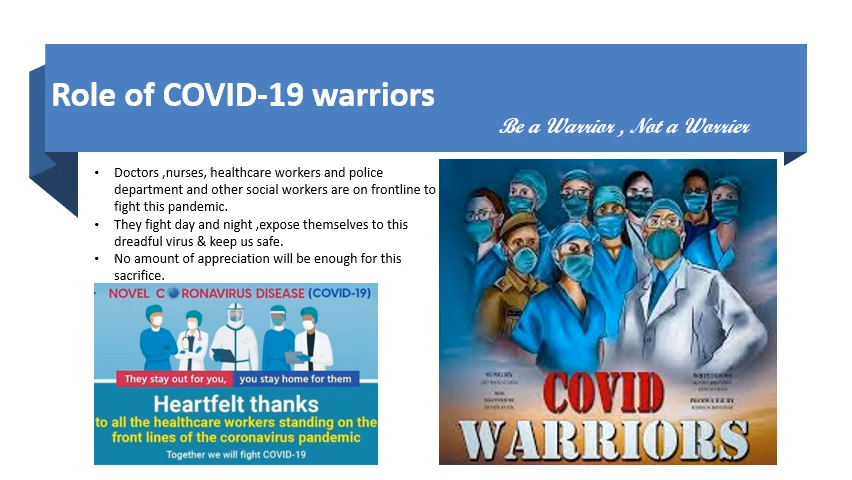 Role of COVID-19 warriors
Be a Warrior , Not a Worrier
• Doctors ,nurses, healthcare workers and police
department and other social workers are on frontline to
fight this pandemic.
• They fight day and night ,expose themselves to this
dreadful virus & keep us safe.
• No amount of appreciation will be enough for this
sacrifice.
NOVEL CORONAVIRUS DISEASE (COVID-19)
They stay out for you, you stay home for them
Heartfelt thanks
to all the healthcare workers standing on the
front lines of the coronavirus pandemic
Together we will fight COVID-19
SUNG BY
PRODUCED BY
COVID
WARRIORS